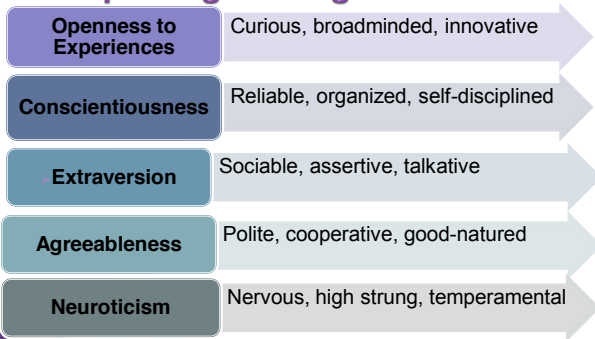 Openness to
Experiences
Curious, broadminded, innovative
Conscientiousness
Reliable, organized, self-disciplined
Extraversion
Sociable, assertive, talkative
Agreeableness
Polite, cooperative, good-natured
Neuroticism
Nervous, high strung, temperamental